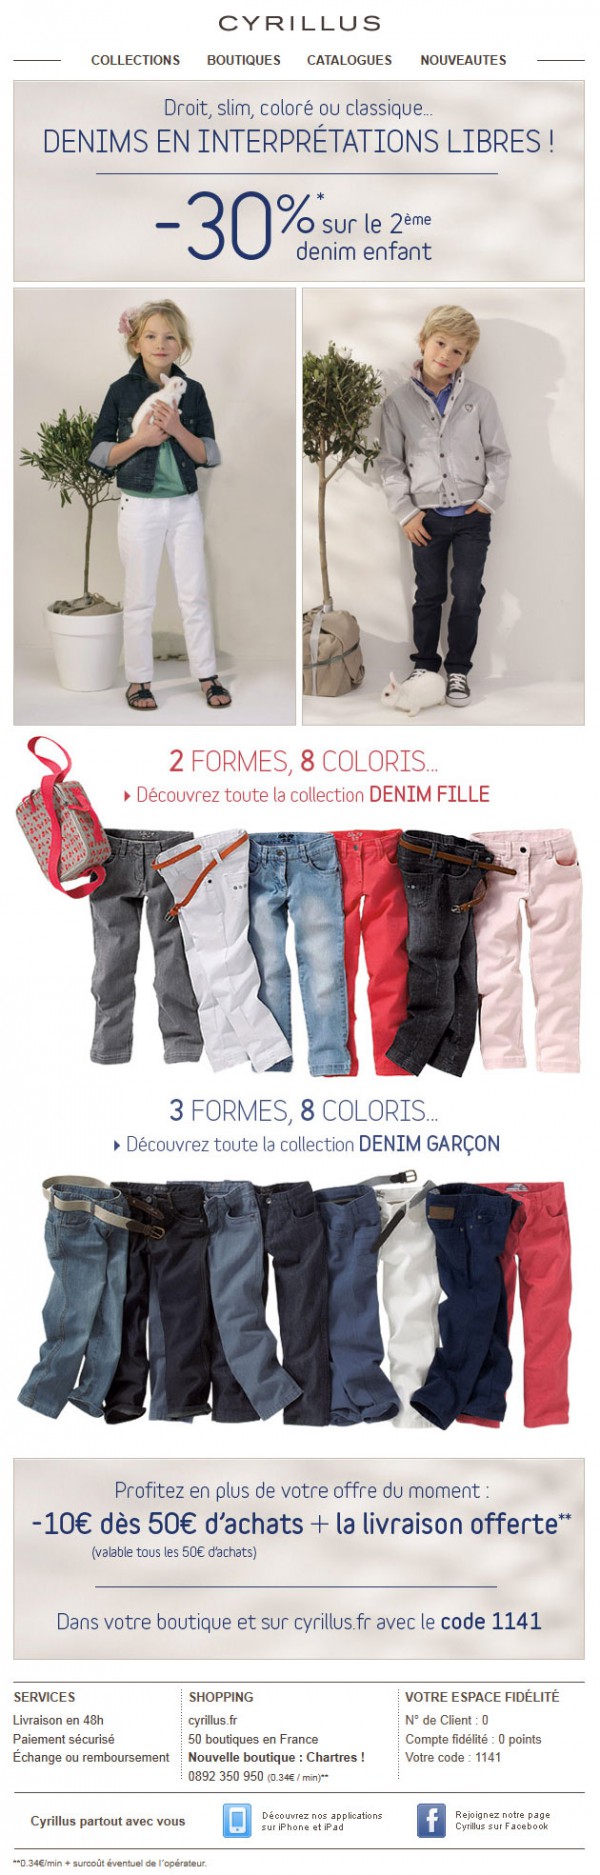 CYRILLUS
COLLECTIONS BOUTIQUES CATALOGUES NOUVEAUTES
Droit, slim, coloré ou classique...
DENIMS EN INTERPRÉTATIONS LIBRES !
-30%* sur le 2ème
denim enfant
2 FORMES, 8 COLORIS...
Découvrez toute la collection DENIM FILLE
3 FORMES, 8 COLORIS...
Découvrez toute la collection DENIM GARÇON
Profitez en plus de votre offre du moment :
-10€ dès 50€ d'achats + la livraison offerte**
(valable tous les 50€ d'achats)
Dans votre boutique et sur cyrillus.fr avec le code 1141
SERVICES
Livraison en 48h
Paiement sécurisé
Échange ou remboursement
SHOPPING
cyrillus.fr
50 boutiques en France
Nouvelle boutique : Chartres !
0892 350 950 (0.34€ / min)**
VOTRE ESPACE FIDÉLITÉ
N° de Client : 0
Compte fidélité : 0 points
Votre code : 1141
Cyrillus partout avec vous
Découvrez nos applications
sur iPhone et iPad
Rejoignez notre page
Cyrillus sur Facebook
**0.34€/min + surcoût éventuel de l'opérateur.